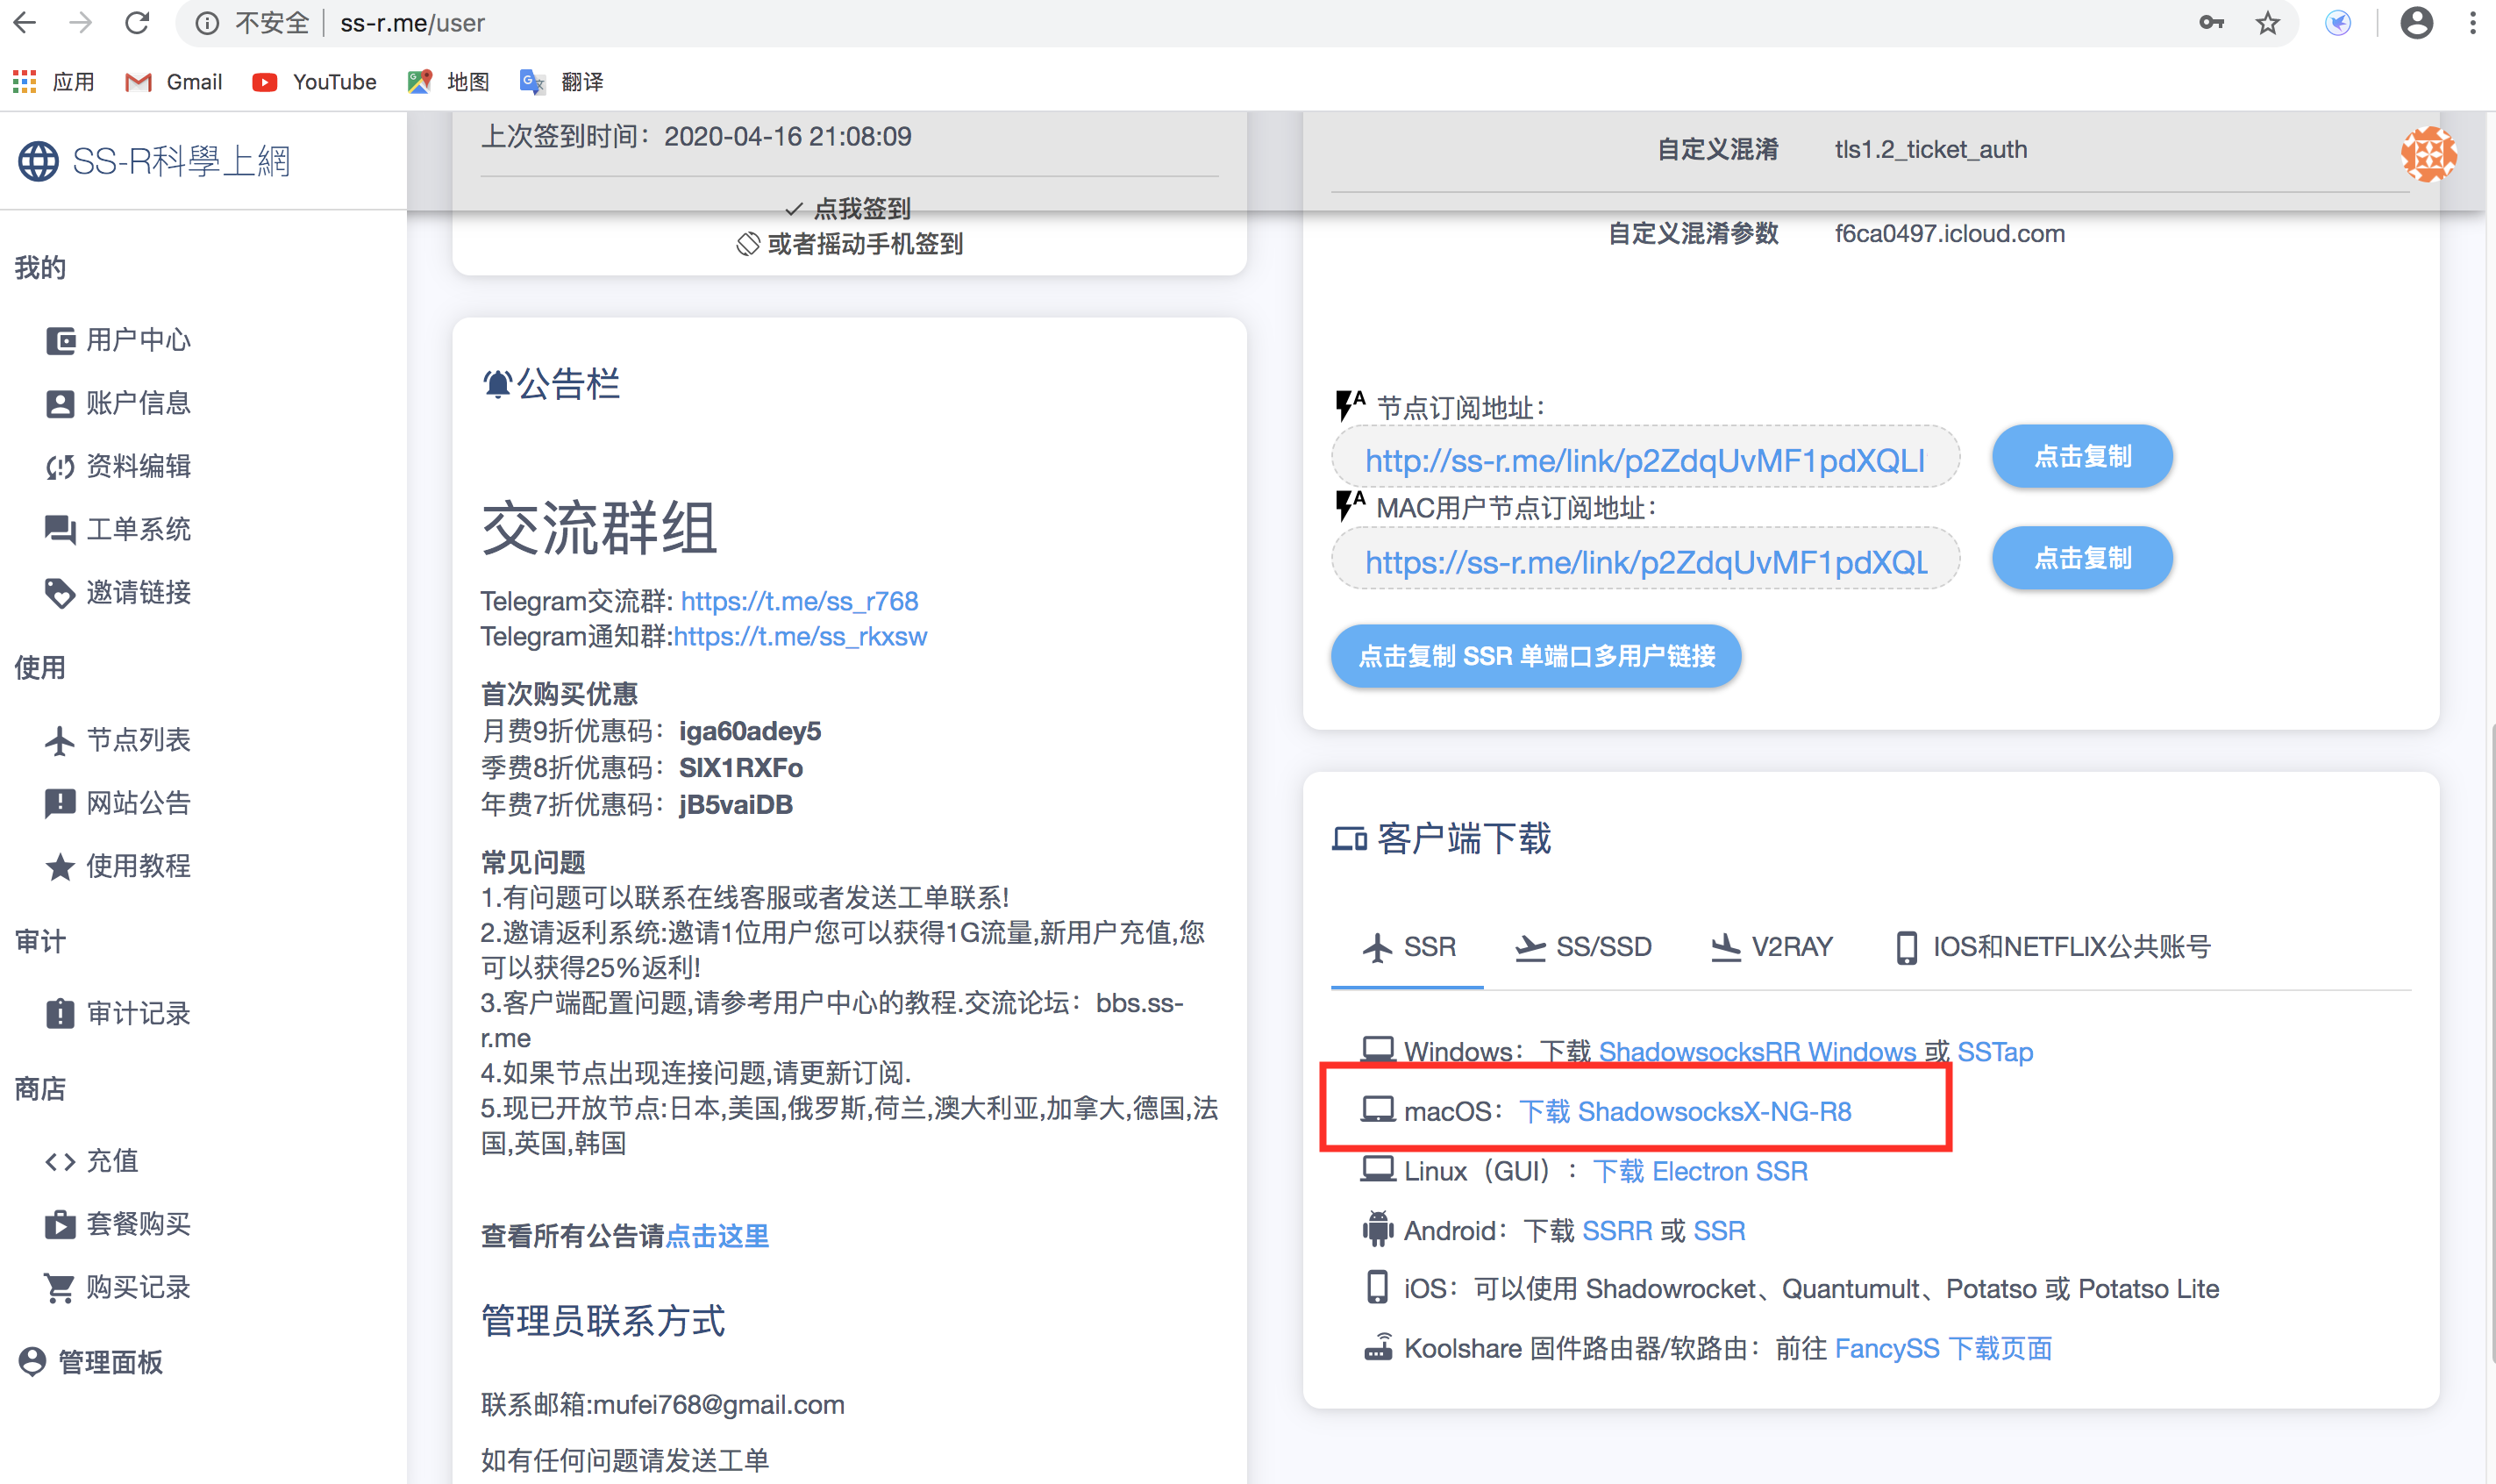 不安全 ss-r.me/user
应用 Gmail YouTube 地图 翻译
SS-R科學上網
我的
用户中心
账户信息
资料编辑
工单系统
邀请链接
使用
节点列表
网站公告
使用教程
审计
审计记录
商店
充值
套餐购买
购买记录
管理面板
上次签到时间：2020-04-16 21:08:09
点我签到
或者摇动手机签到
公告栏
交流群组
Telegram交流群: https://t.me/ss_r768
Telegram通知群:https://t.me/ss_rkxsw
首次购买优惠
月费9折优惠码：iga60adey5
季费8折优惠码：SlX1RXFo
年费7折优惠码：jB5vaiDB
常见问题
1.有问题可以联系在线客服或者发送工单联系!
2.邀请返利系统:邀请1位用户您可以获得1G流量,新用户充值,您
可以获得25%返利!
3.客户端配置问题,请参考用户中心的教程.交流论坛：bbs.ss-
r.me
4.如果节点出现连接问题,请更新订阅.
5.现已开放节点:日本,美国,俄罗斯,荷兰,澳大利亚,加拿大,德国,法
国,英国,韩国
查看所有公告请点击这里
管理员联系方式
联系邮箱:mufei768@gmail.com
如有任何问题请发送工单
自定义混淆 tls1.2_ticket_auth
自定义混淆参数 f6ca0497.icloud.com
节点订阅地址：
http://ss-r.me/link/p2ZdqUvMF1pdXQLI 点击复制
MAC用户节点订阅地址：
https://ss-r.me/link/p2ZdqUvMF1pdXQL 点击复制
点击复制 SSR 单端口多用户链接
客户端下载
SSR SS/SSD V2RAY IOS和NETFLIX公共账号
Windows：下载 ShadowsocksRR Windows 或 SSTap
macOS：下载 ShadowsocksX-NG-R8
Linux（GUI）：下载 Electron SSR
Android：下载 SSRR 或 SSR
iOS：可以使用 Shadowrocket、Quantumult、Potatso 或 Potatso Lite
Koolshare 固件路由器/软路由：前往 FancySS 下载页面